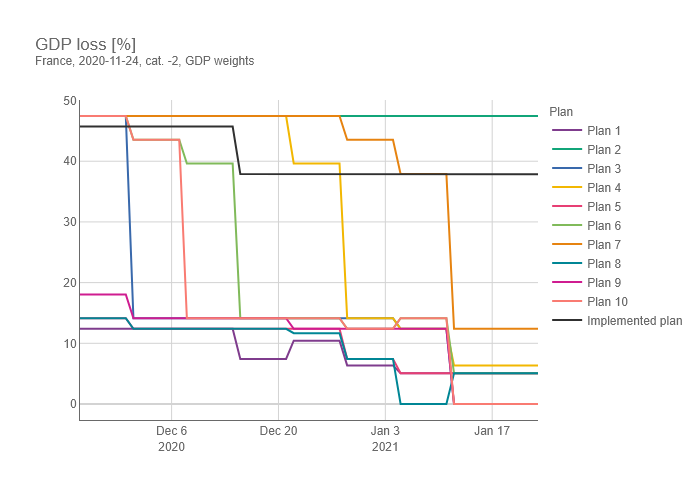 GDP loss [%]
France, 2020-11-24, cat. -2, GDP weights
50
40
30
20
10
0
Dec 6
2020
Dec 20
Jan 3
2021
Jan 17
Plan
Plan 1
Plan 2
Plan 3
Plan 4
Plan 5
Plan 6
Plan 7
Plan 8
Plan 9
Plan 10
Implemented plan